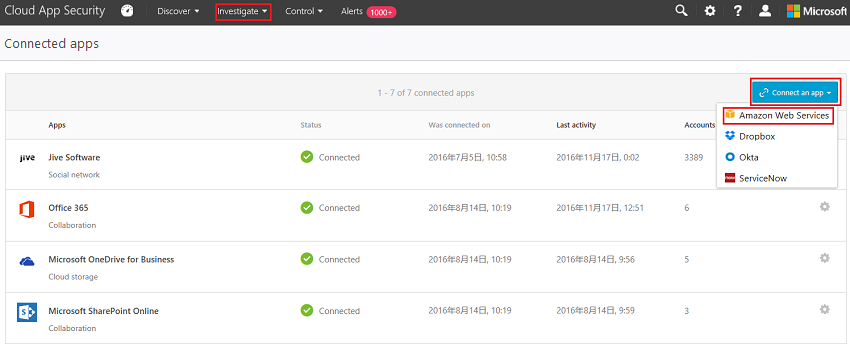 Cloud App Security Discover Investigate Control Alerts 1000+ ? Microsoft
Connected apps
1 - 7 of 7 connected apps Connect an app
Amazon Web Services
Apps Status Was connected on Last activity Accounts
Dropbox
jive Jive Software Connected 2016年7月5日, 10:58 2016年11月17日, 0:02 3389 Okta
Social network
ServiceNow
Office 365 Connected 2016年8月14日, 10:19 2016年11月17日, 12:51 6
Collaboration
Microsoft OneDrive for Business Connected 2016年8月14日, 10:19 2016年8月14日, 9:56 5
Cloud storage
Microsoft SharePoint Online Connected 2016年8月14日, 10:19 2016年8月14日, 9:59 3
Collaboration